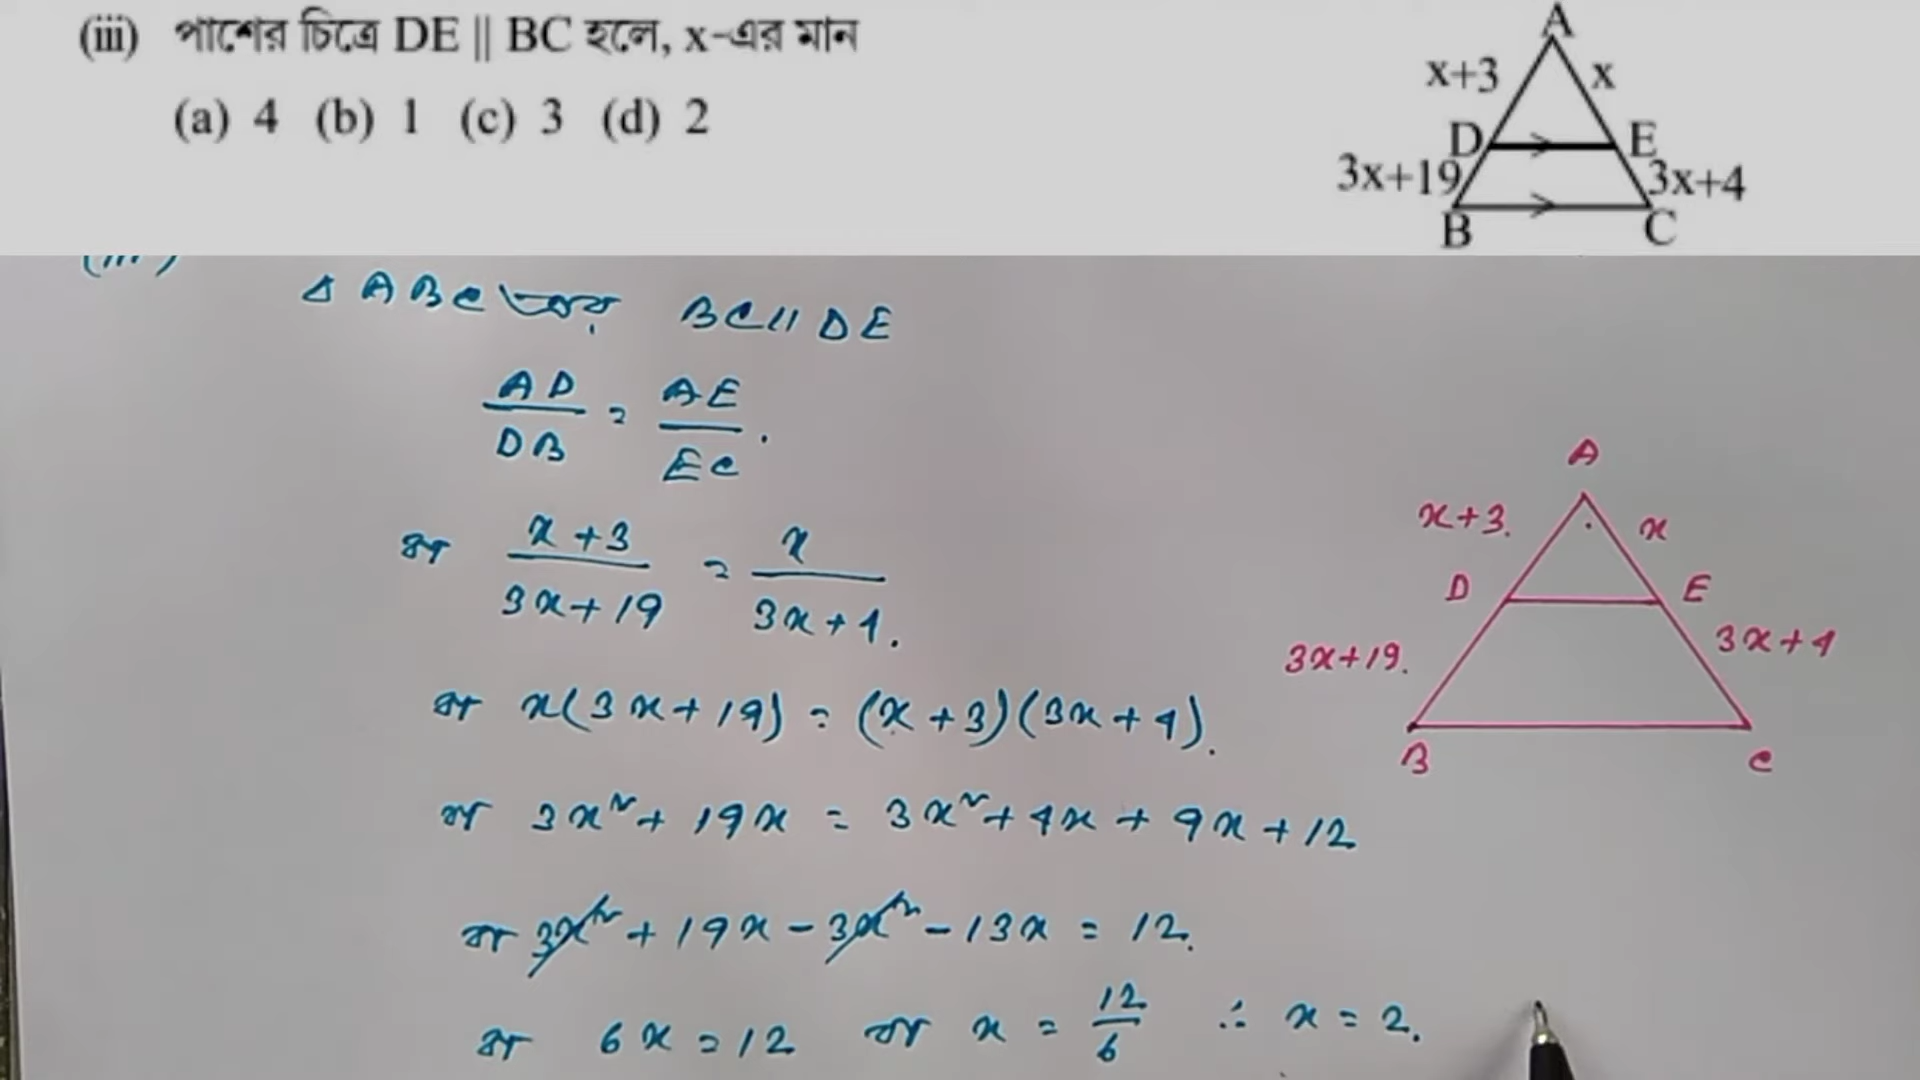 (iii) পাশের চিত্রে DE || BC হলে, x-এর মান
(a) 4 (b) 1 (c) 3 (d) 2
A
x+3 x
D E
3x+19 3x+4
B C
(iii)
Δ ABC এর BC || DE
AD/DB = AE/EC.
বা (x+3)/(3x+19) = x/(3x+4).
বা x(3x+19) = (x+3)(3x+4).
বা 3x²+19x = 3x²+4x+9x+12
বা 3x²+19x-3x²-13x = 12.
বা 6x = 12 বা x = 12/6 ∴ x = 2.
A
x+3. x
D E
3x+19. 3x+4
B C